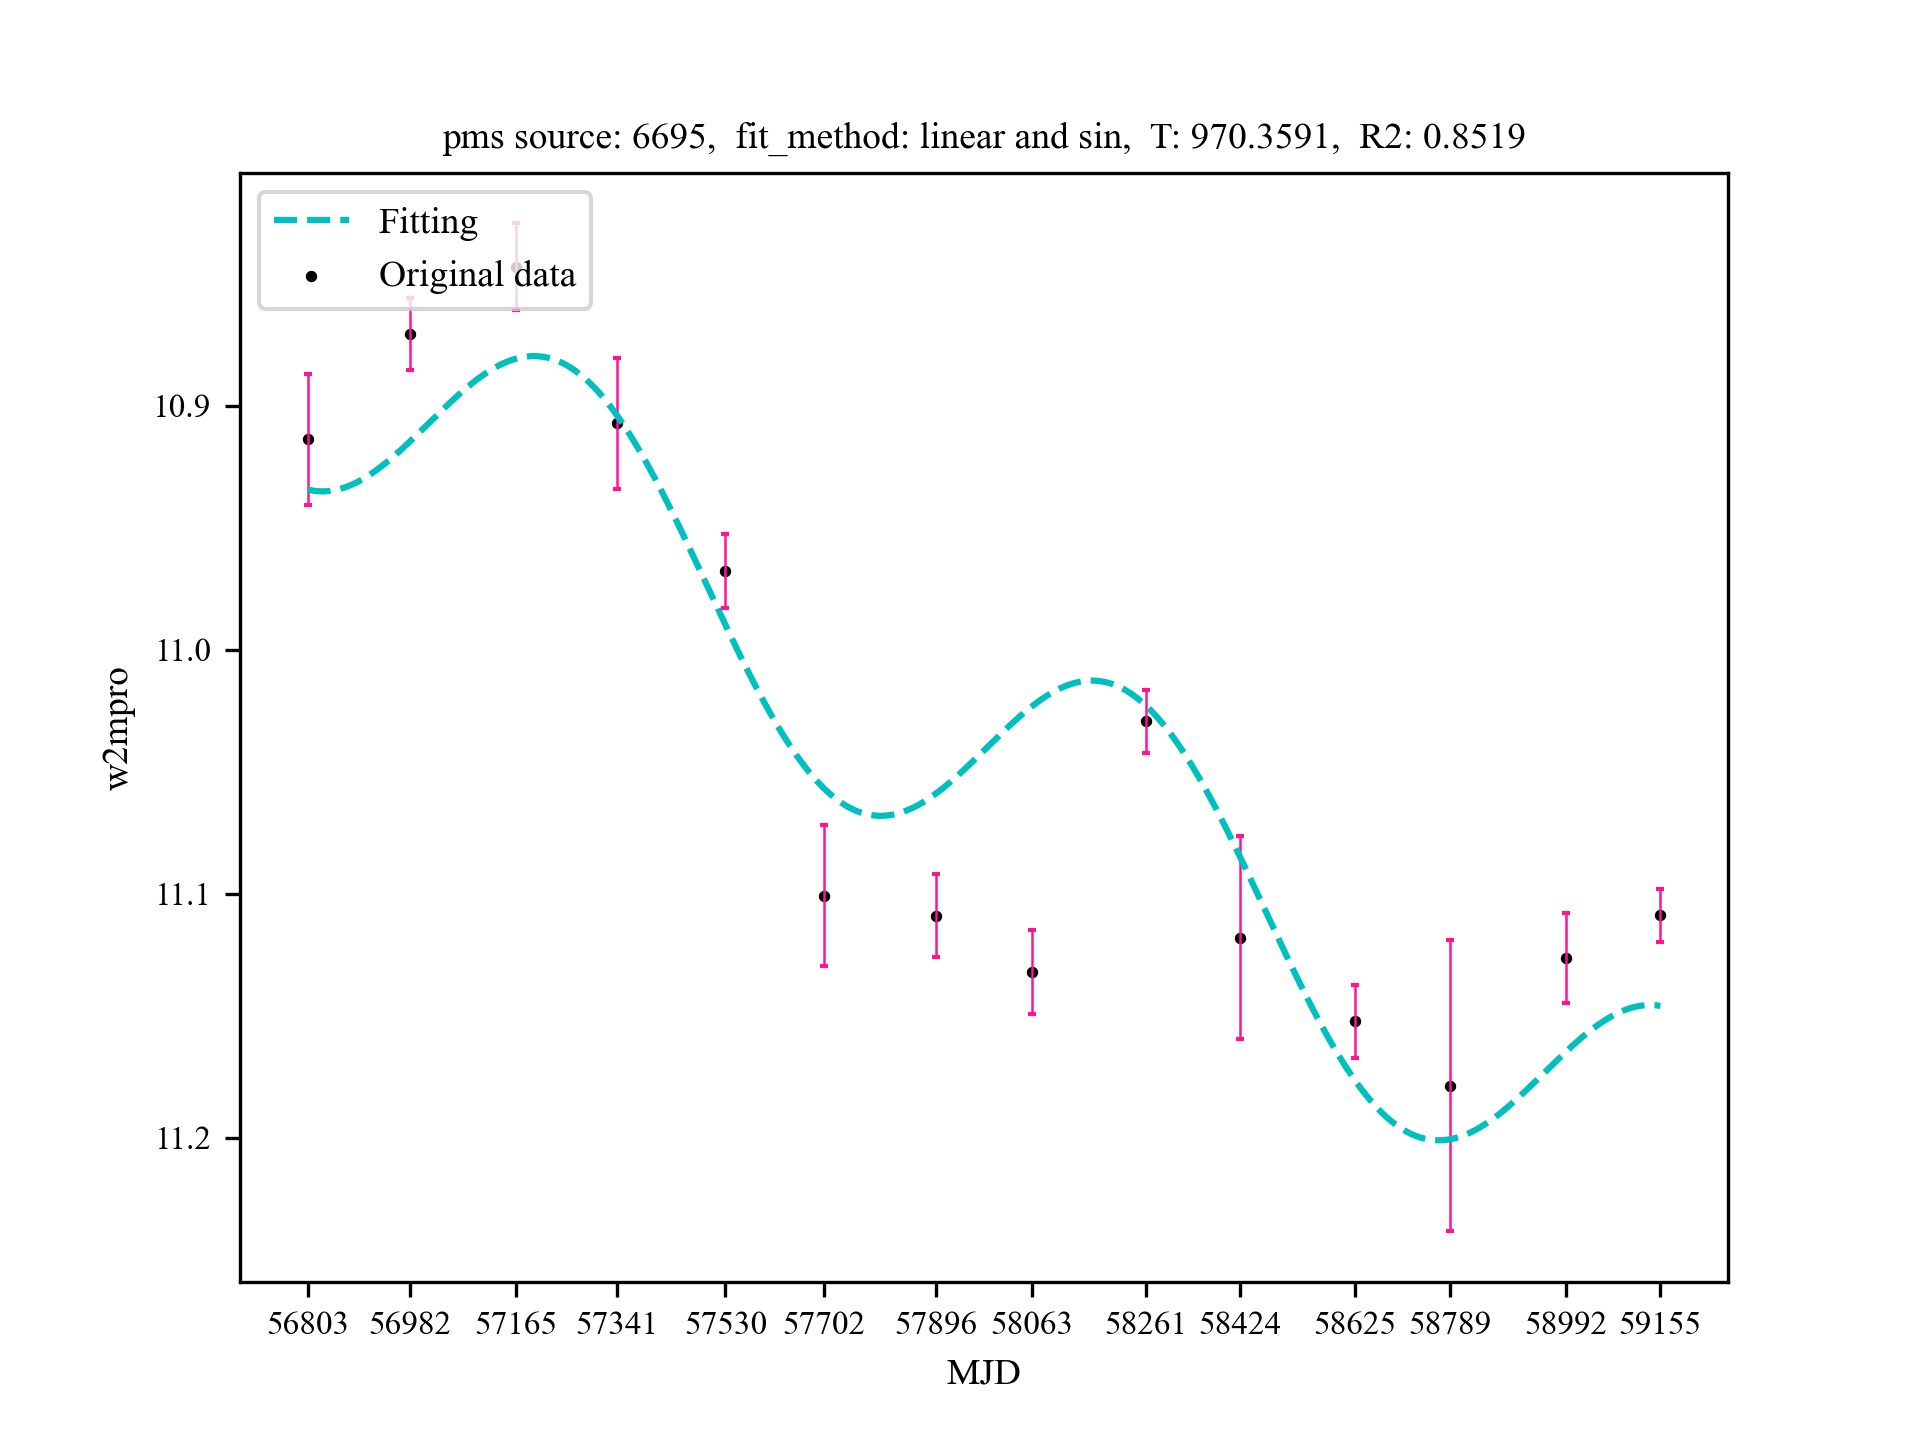 pms source: 6695,  fit_method: linear and sin,  T: 970.3591,  R2: 0.8519
Fitting
Original data
10.9
11.0
11.1
11.2
w2mpro
56803 56982 57165 57341 57530 57702 57896 58063 58261 58424 58625 58789 58992 59155
MJD